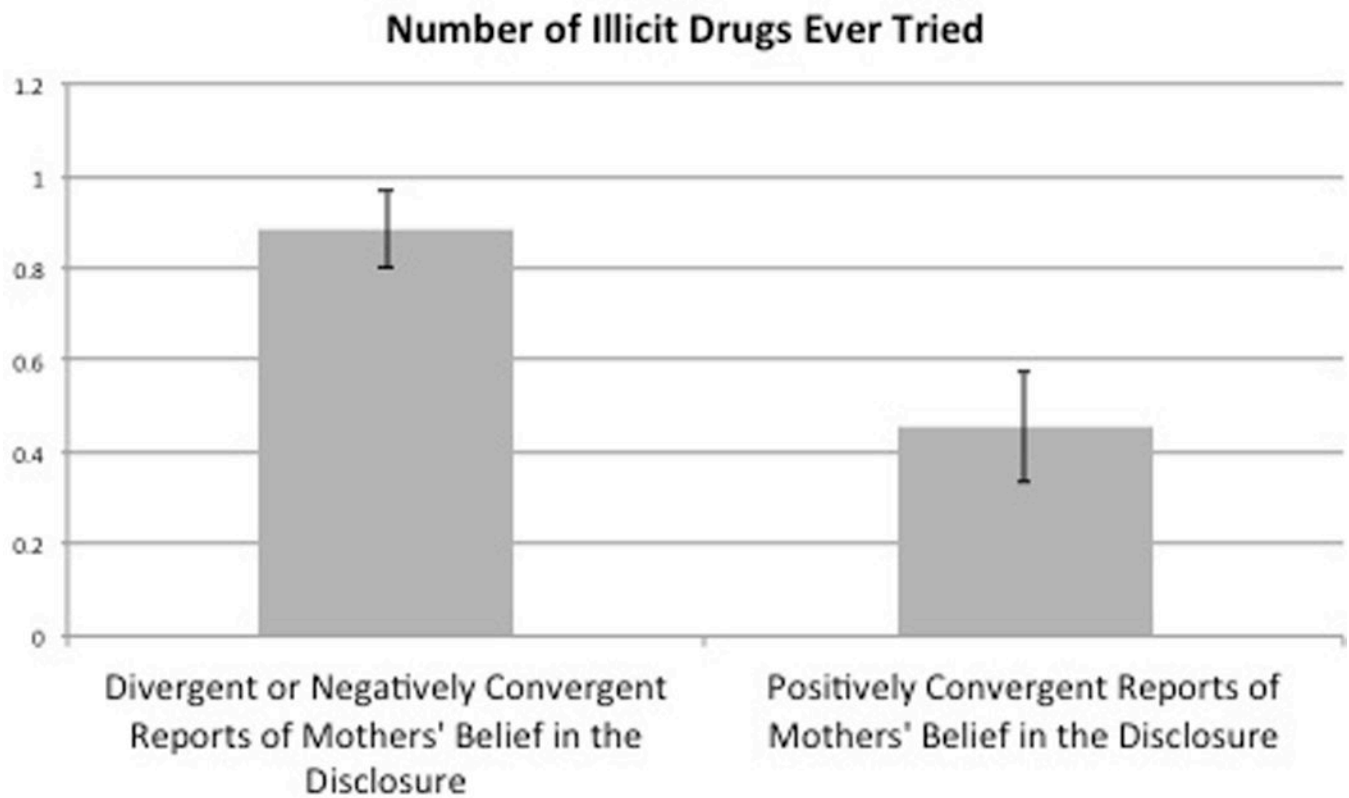 Number of Illicit Drugs Ever Tried
1.2
1
0.8
0.6
0.4
0.2
0
Divergent or Negatively Convergent
Reports of Mothers' Belief in the
Disclosure
Positively Convergent Reports of
Mothers' Belief in the Disclosure